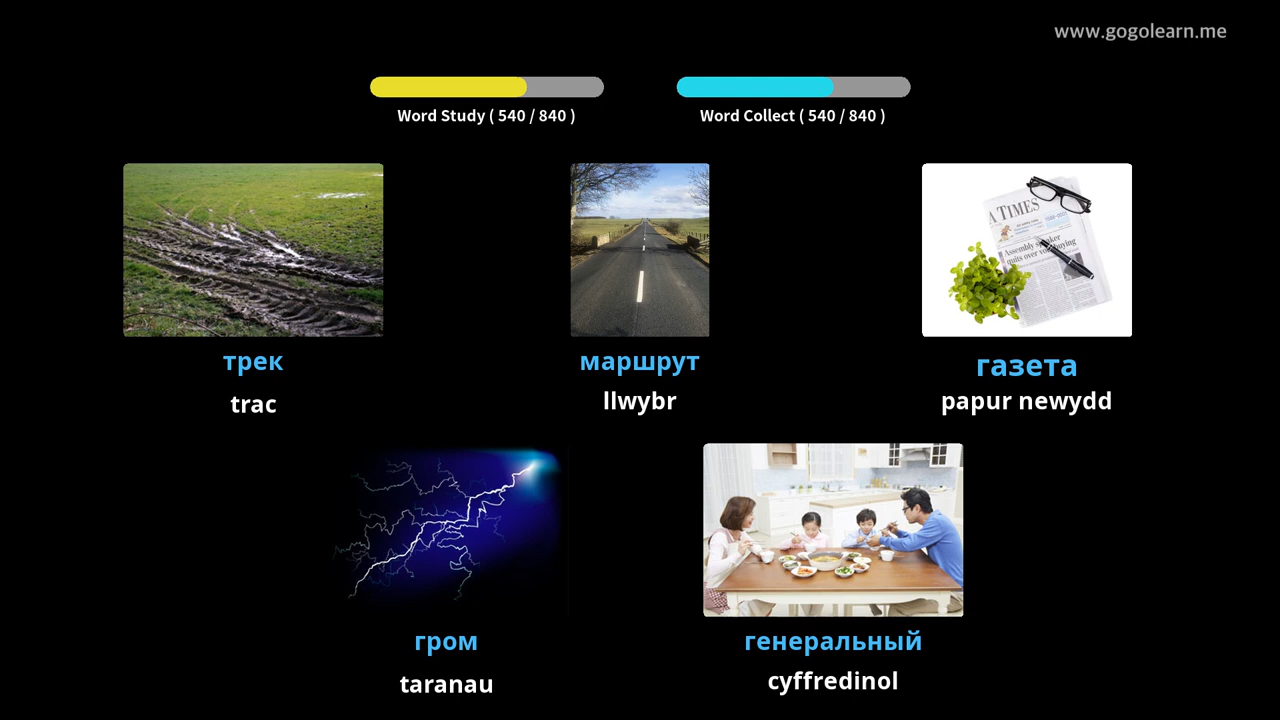 www.gogolearn.me
Word Study ( 540 / 840 )
Word Collect ( 540 / 840 )
A TIMES
трек
trac
маршрут
llwybr
газета
papur newydd
гром
taranau
генеральный
cyffredinol